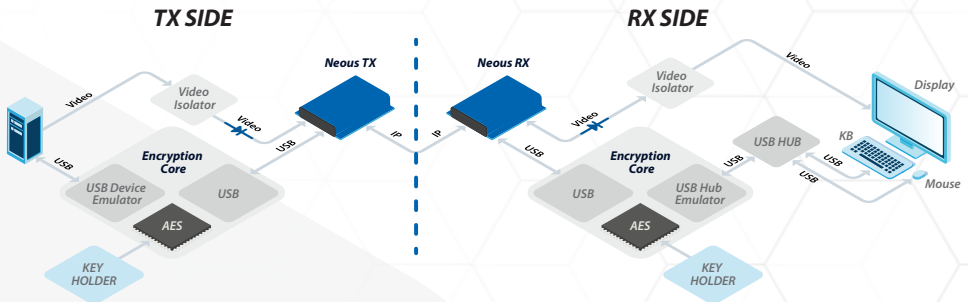 TX SIDE
RX SIDE
Neous TX
Neous RX
Video
Video
Isolator
Video
USB
USB
IP
IP
Encryption
Core
USB Device
Emulator
USB
AES
KEY
HOLDER
Video
Video
Isolator
Video
Display
USB
Encryption
Core
USB
USB Hub
Emulator
AES
KEY
HOLDER
USB
USB HUB
KB
USB
USB
Mouse